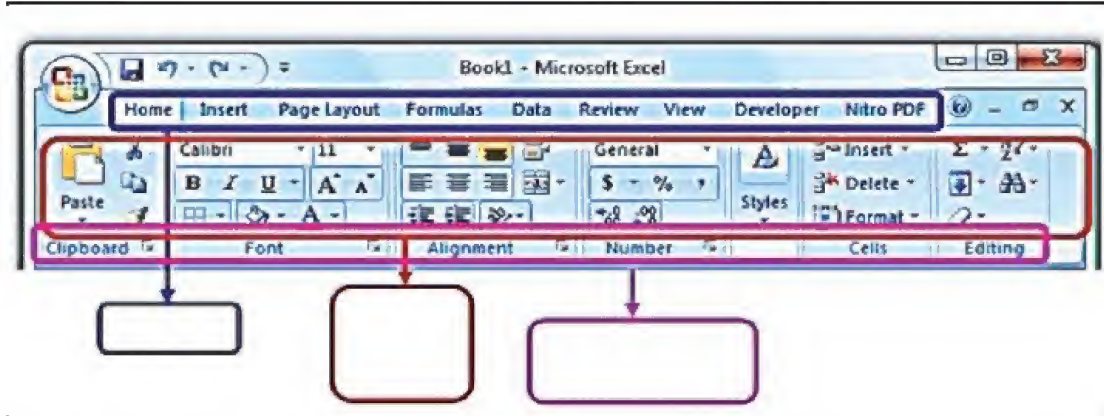 Book1 - Microsoft Excel
Home Insert Page Layout Formulas Data Review View Developer Nitro PDF
Calibri 11 General Insert
Paste B I U A A $ % , Styles Delete
A Format
Clipboard Font Alignment Number Cells Editing